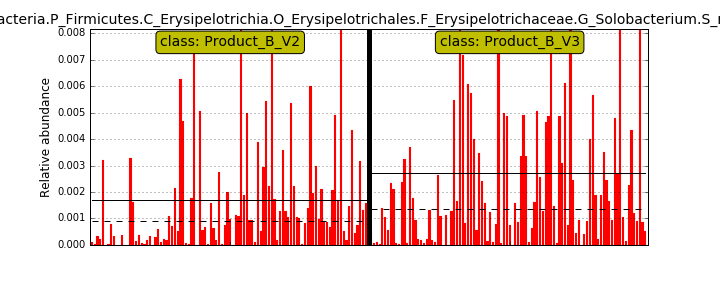 acteria.P_Firmicutes.C_Erysipelotrichia.O_Erysipelotrichales.F_Erysipelotrichaceae.G_Solobacterium.S_
class: Product_B_V2
class: Product_B_V3
0.008
0.007
0.006
0.005
0.004
0.003
0.002
0.001
0.000
Relative abundance